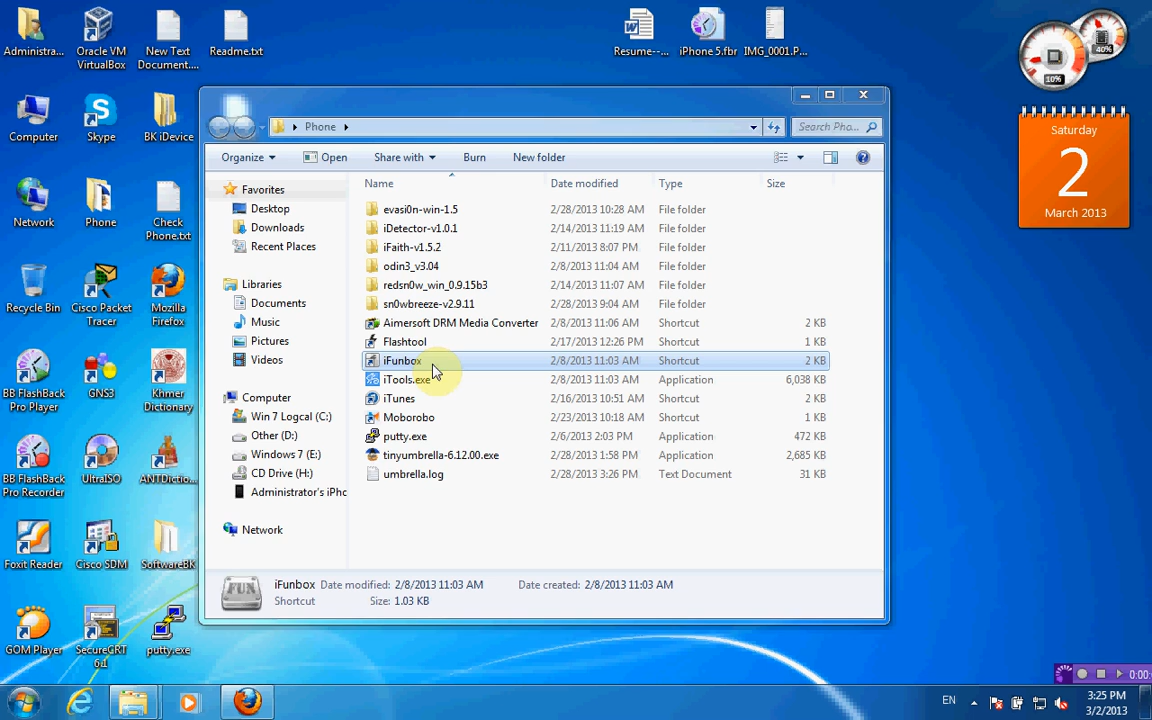 Administra...
Oracle VM
VirtualBox
New Text
Document....
Readme.txt
Resume--...
iPhone 5.fbr
IMG_0001.P...
40%
10%
Saturday
2
March 2013
Computer
Skype
BK iDevice
Network
Phone
Check
Phone.txt
Recycle Bin
Cisco Packet
Tracer
Mozilla
Firefox
BB FlashBack
Pro Player
GNS3
Khmer
Dictionary
BB FlashBack
Pro Recorder
UltraISO
ANTDictio...
Foxit Reader
Cisco SDM
SoftwareBK
GOM Player
SecureCRT
6.1
putty.exe
Phone
Search Pho...
Organize
Open
Share with
Burn
New folder
Favorites
Desktop
Downloads
Recent Places
Libraries
Documents
Music
Pictures
Videos
Computer
Win 7 Logcal (C:)
Other (D:)
Windows 7 (E:)
CD Drive (H:)
Administrator's iPho
Network
Name Date modified Type Size
evasi0n-win-1.5 2/28/2013 10:28 AM File folder
iDetector-v1.0.1 2/14/2013 11:19 AM File folder
iFaith-v1.5.2 2/11/2013 8:07 PM File folder
odin3_v3.04 2/8/2013 11:04 AM File folder
redsn0w_win_0.9.15b3 2/14/2013 11:07 AM File folder
sn0wbreeze-v2.9.11 2/28/2013 9:04 AM File folder
Aimersoft DRM Media Converter 2/8/2013 11:06 AM Shortcut 2 KB
Flashtool 2/17/2013 12:26 PM Shortcut 1 KB
iFunbox 2/8/2013 11:03 AM Shortcut 2 KB
iTools.exe 2/8/2013 11:03 AM Application 6,038 KB
iTunes 2/16/2013 10:51 AM Shortcut 2 KB
Moborobo 2/23/2013 10:18 AM Shortcut 1 KB
putty.exe 2/6/2013 2:03 PM Application 472 KB
tinyumbrella-6.12.00.exe 2/28/2013 1:58 PM Application 2,685 KB
umbrella.log 2/28/2013 3:26 PM Text Document 31 KB
FUN
iFunbox Date modified: 2/8/2013 11:03 AM Date created: 2/8/2013 11:03 AM
Shortcut Size: 1.03 KB
0:00:
EN
3:25 PM
3/2/2013